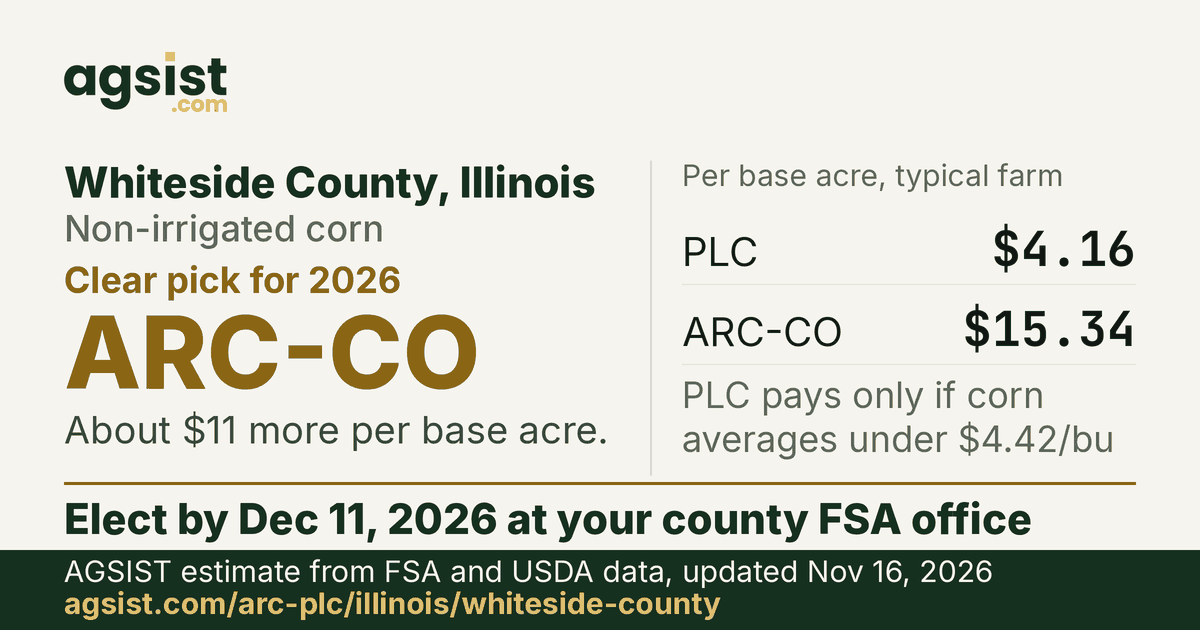 agsist
.com
Whiteside County, Illinois
Non-irrigated corn
Clear pick for 2026
ARC-CO
About $11 more per base acre.
Per base acre, typical farm
PLC $4.16
ARC-CO $15.34
PLC pays only if corn
averages under $4.42/bu
Elect by Dec 11, 2026 at your county FSA office
AGSIST estimate from FSA and USDA data, updated Nov 16, 2026
agsist.com/arc-plc/illinois/whiteside-county